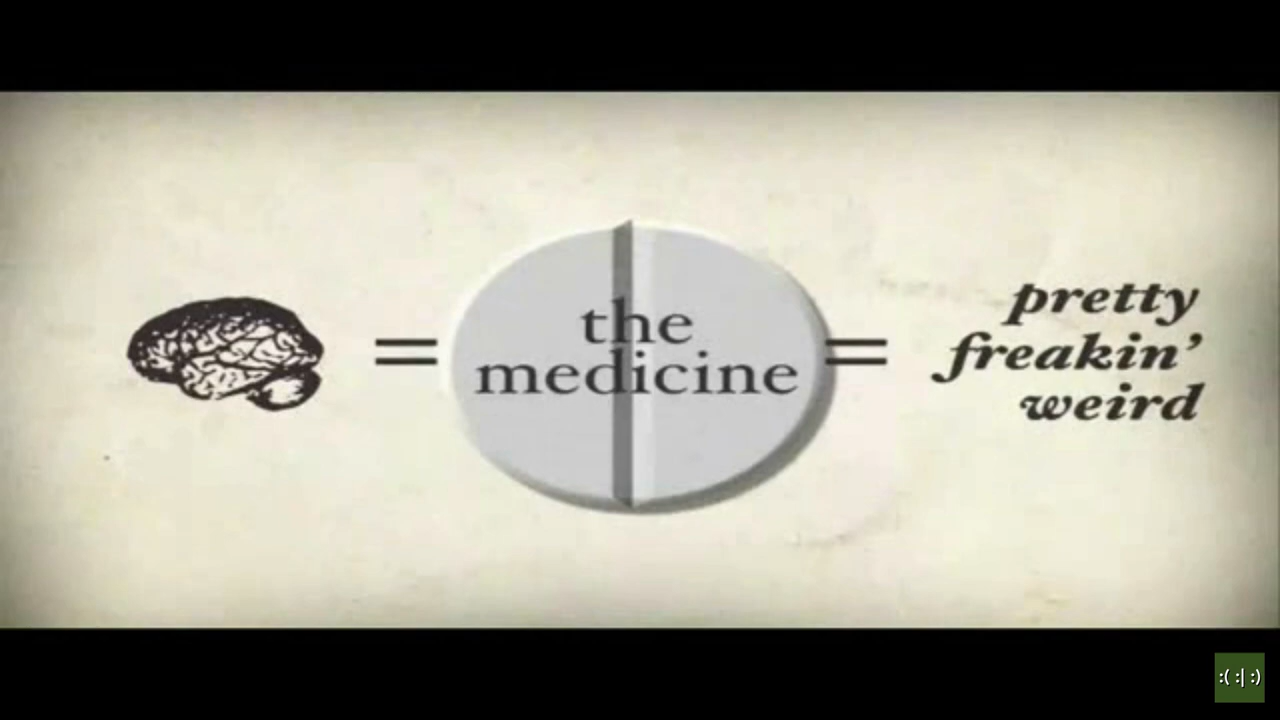 =
the
medicine
=
pretty
freakin’
weird
:( :| :)